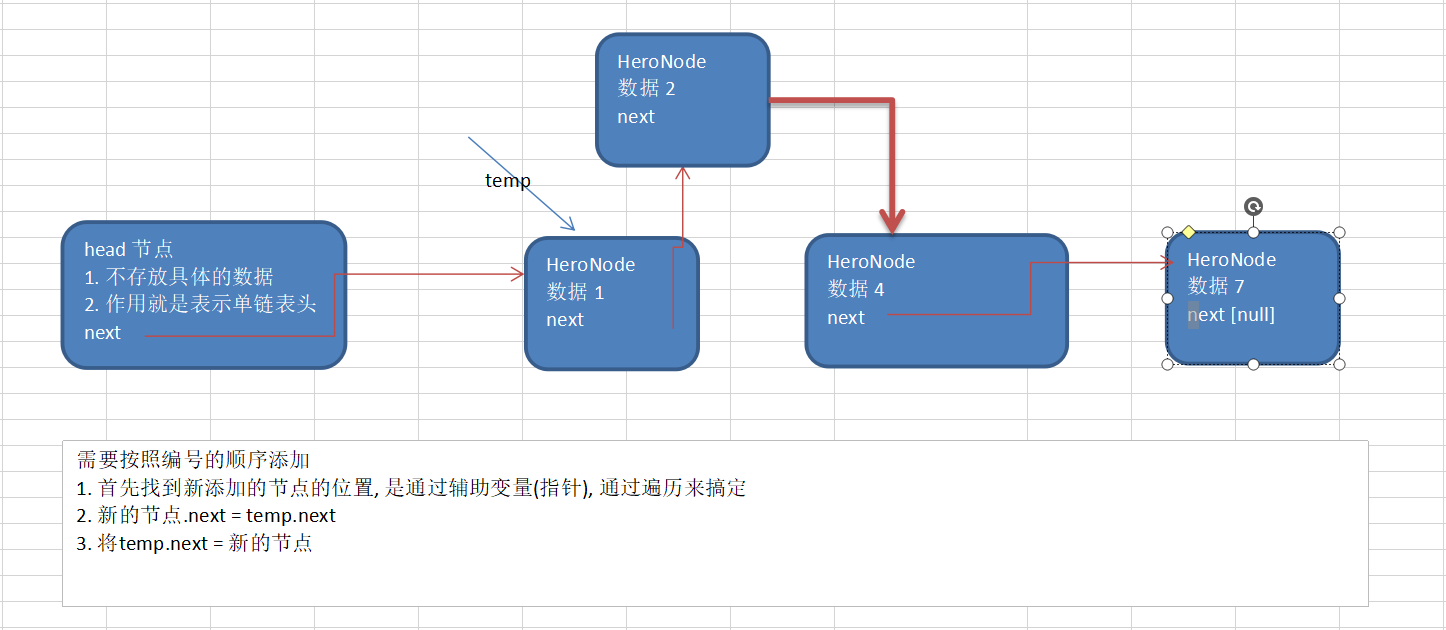 HeroNode
数据 2
next
temp
head 节点
1. 不存放具体的数据
2. 作用就是表示单链表头
next
HeroNode
数据 1
next
HeroNode
数据 4
next
HeroNode
数据 7
next [null]
需要按照编号的顺序添加
1. 首先找到新添加的节点的位置, 是通过辅助变量(指针), 通过遍历来搞定
2. 新的节点.next = temp.next
3. 将temp.next = 新的节点